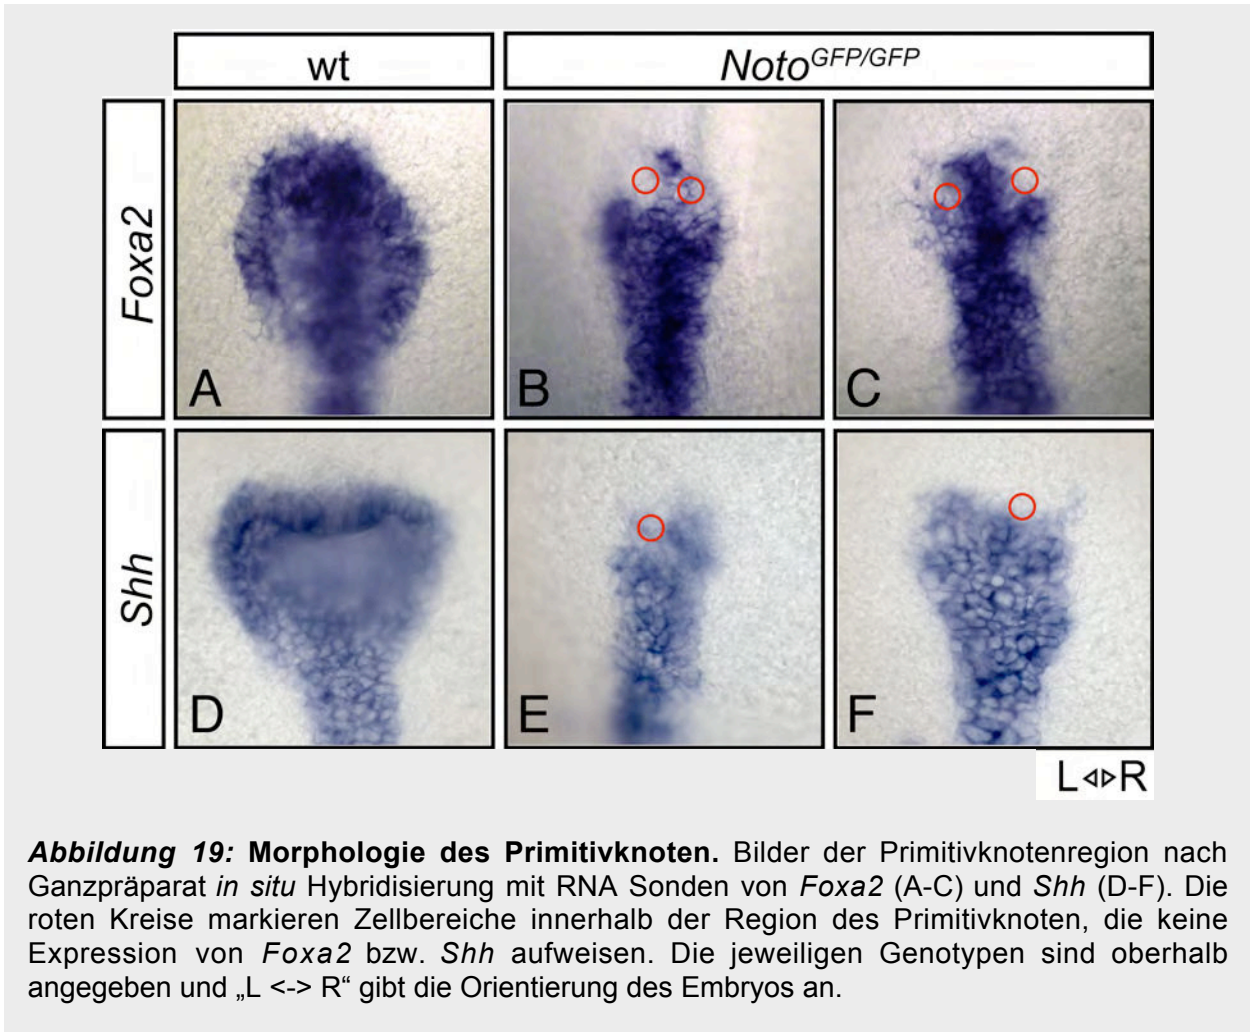 wt
Noto^GFP/GFP
Foxa2
A
B
C
Shh
D
E
F
L ◁▷ R
Abbildung 19: Morphologie des Primitivknoten. Bilder der Primitivknotenregion nach
Ganzpräparat in situ Hybridisierung mit RNA Sonden von Foxa2 (A-C) und Shh (D-F). Die
roten Kreise markieren Zellbereiche innerhalb der Region des Primitivknoten, die keine
Expression von Foxa2 bzw. Shh aufweisen. Die jeweiligen Genotypen sind oberhalb
angegeben und „L <-> R“ gibt die Orientierung des Embryos an.